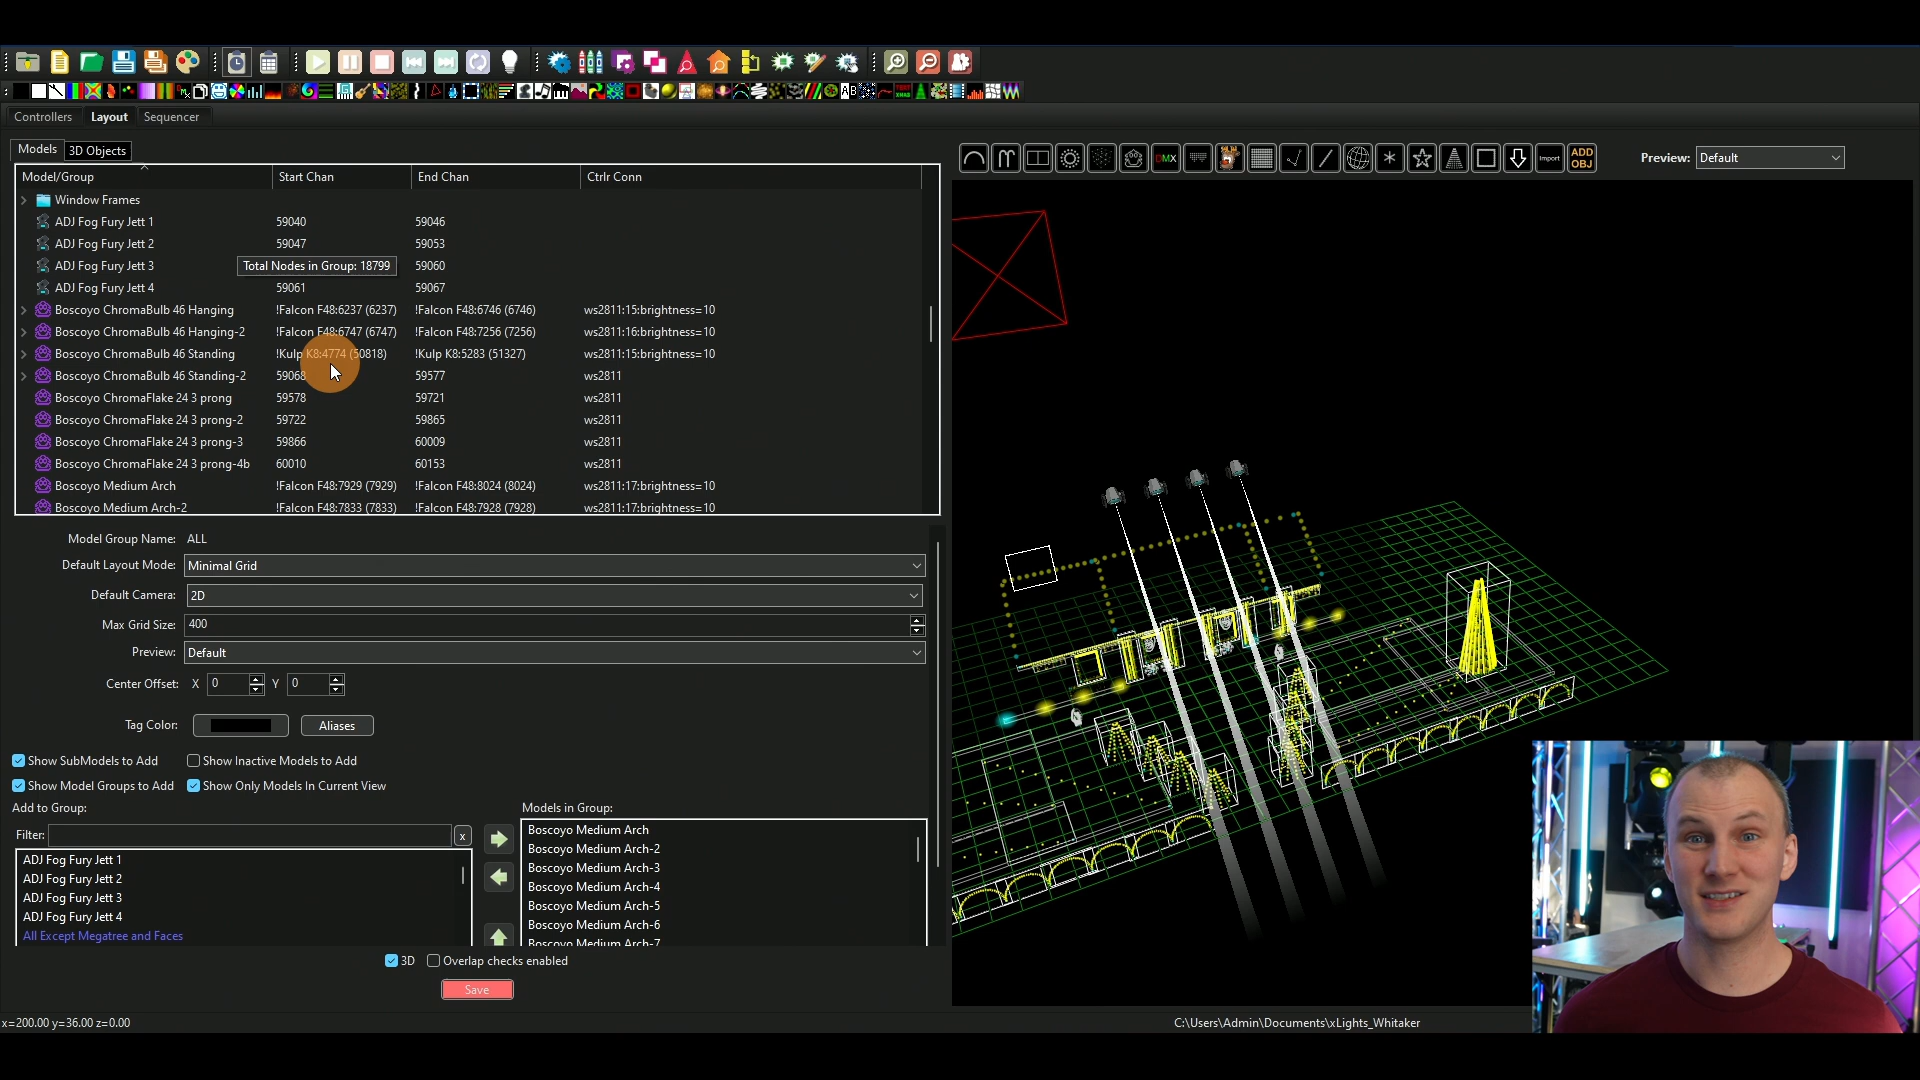 Controllers Layout Sequencer
Models 3D Objects
DMX Import ADD OBJ Preview: Default
Model/Group Start Chan End Chan Ctrlr Conn
Window Frames
ADJ Fog Fury Jett 1 59040 59046
ADJ Fog Fury Jett 2 59047 59053
ADJ Fog Fury Jett 3 59060
Total Nodes in Group: 18799
ADJ Fog Fury Jett 4 59061 59067
Boscoyo ChromaBulb 46 Hanging !Falcon F48:6237 (6237) !Falcon F48:6746 (6746) ws2811:15:brightness=10
Boscoyo ChromaBulb 46 Hanging-2 !Falcon F48:6747 (6747) !Falcon F48:7256 (7256) ws2811:16:brightness=10
Boscoyo ChromaBulb 46 Standing !Kulp K8:4774 (50818) !Kulp K8:5283 (51327) ws2811:15:brightness=10
Boscoyo ChromaBulb 46 Standing-2 59068 59577 ws2811
Boscoyo ChromaFlake 24 3 prong 59578 59721 ws2811
Boscoyo ChromaFlake 24 3 prong-2 59722 59865 ws2811
Boscoyo ChromaFlake 24 3 prong-3 59866 60009 ws2811
Boscoyo ChromaFlake 24 3 prong-4b 60010 60153 ws2811
Boscoyo Medium Arch !Falcon F48:7929 (7929) !Falcon F48:8024 (8024) ws2811:17:brightness=10
Boscoyo Medium Arch-2 !Falcon F48:7833 (7833) !Falcon F48:7928 (7928) ws2811:17:brightness=10
Model Group Name: ALL
Default Layout Mode: Minimal Grid
Default Camera: 2D
Max Grid Size: 400
Preview: Default
Center Offset: X 0 Y 0
Tag Color: Aliases
Show SubModels to Add Show Inactive Models to Add
Show Model Groups to Add Show Only Models In Current View
Add to Group: Models in Group:
Filter: x
ADJ Fog Fury Jett 1
ADJ Fog Fury Jett 2
ADJ Fog Fury Jett 3
ADJ Fog Fury Jett 4
All Except Megatree and Faces
Boscoyo Medium Arch
Boscoyo Medium Arch-2
Boscoyo Medium Arch-3
Boscoyo Medium Arch-4
Boscoyo Medium Arch-5
Boscoyo Medium Arch-6
Boscoyo Medium Arch-7
3D Overlap checks enabled
Save
x=200.00 y=36.00 z=0.00 C:\Users\Admin\Documents\xLights_Whitaker